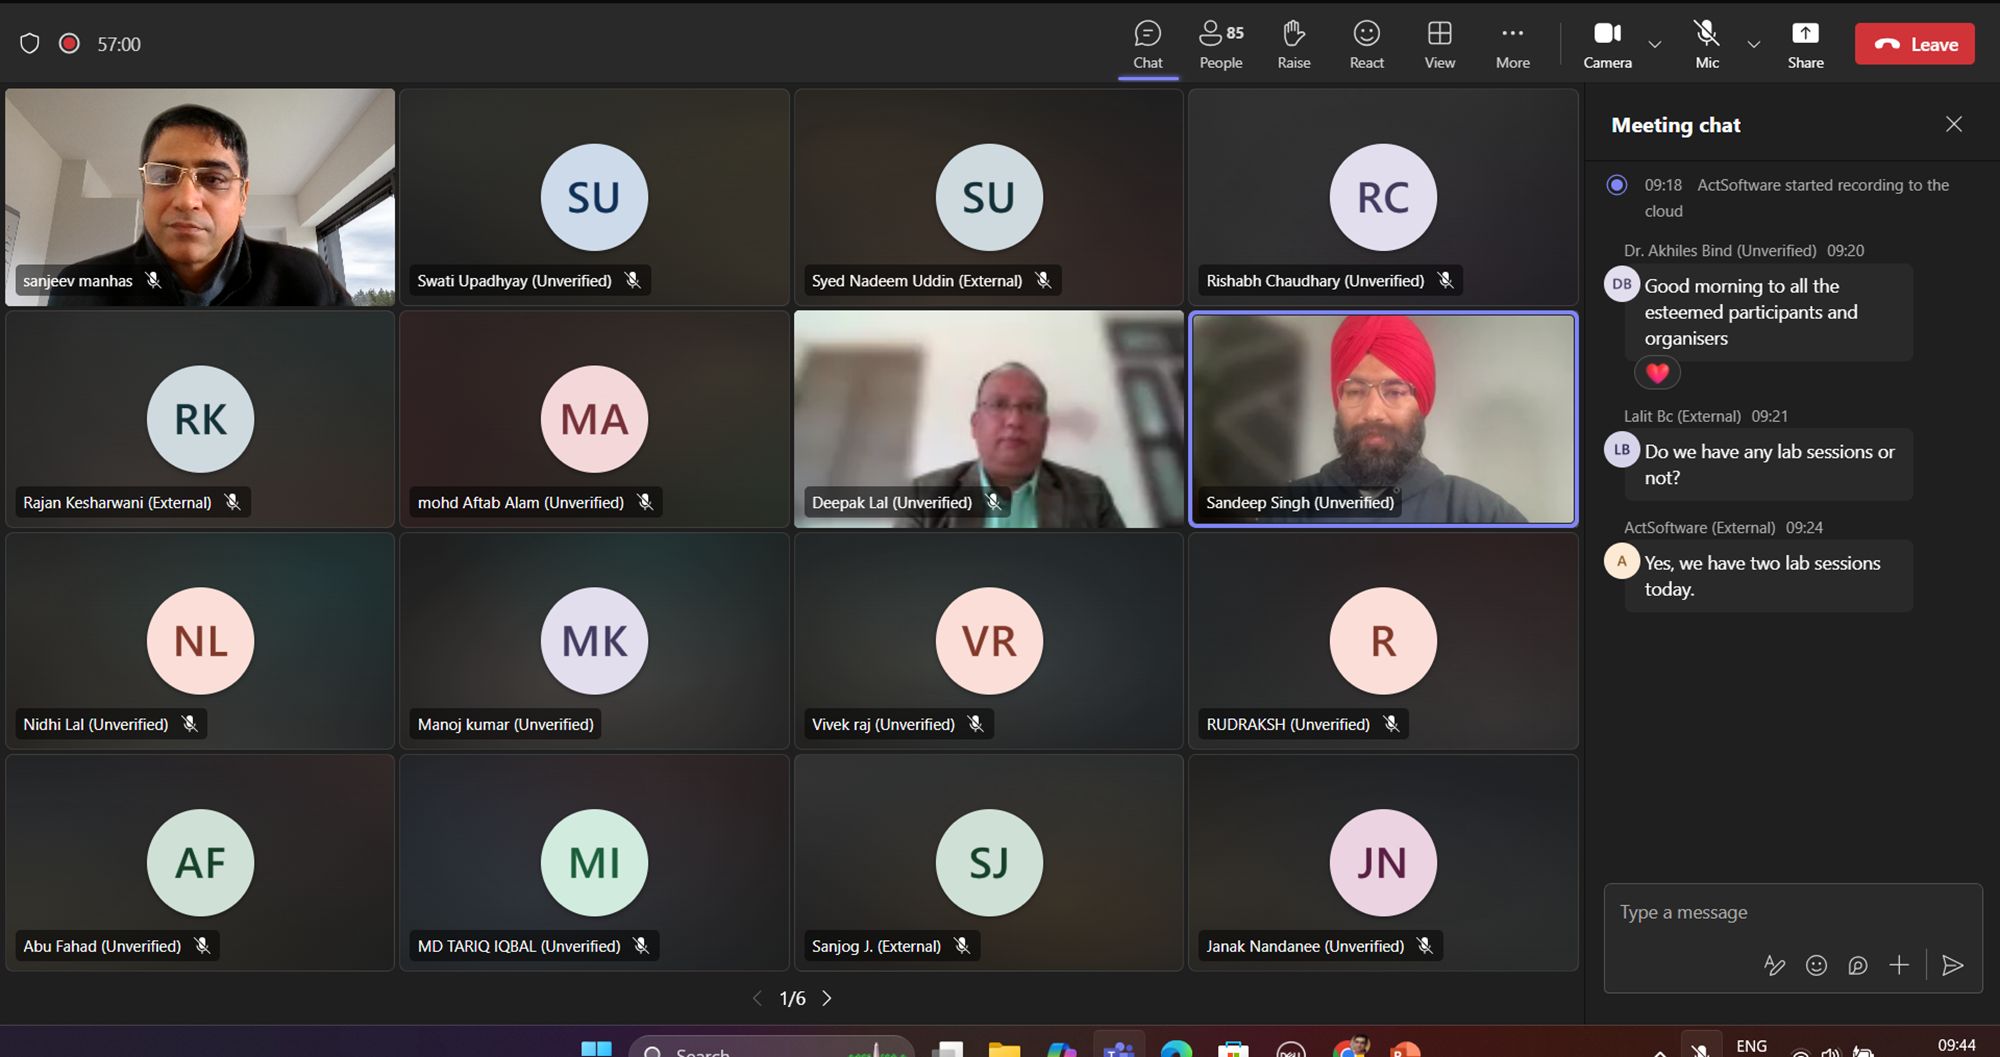 57:00
Chat
85
People
Raise
React
View
More
Camera
Mic
Share
Leave
sanjeev manhas
SU
Swati Upadhyay (Unverified)
SU
Syed Nadeem Uddin (External)
RC
Rishabh Chaudhary (Unverified)
RK
Rajan Kesharwani (External)
MA
mohd Aftab Alam (Unverified)
Deepak Lal (Unverified)
Sandeep Singh (Unverified)
NL
Nidhi Lal (Unverified)
MK
Manoj kumar (Unverified)
VR
Vivek raj (Unverified)
R
RUDRAKSH (Unverified)
AF
Abu Fahad (Unverified)
MI
MD TARIQ IQBAL (Unverified)
SJ
Sanjog J. (External)
JN
Janak Nandanee (Unverified)
1/6
Meeting chat
09:18 ActSoftware started recording to the
cloud
Dr. Akhiles Bind (Unverified) 09:20
DB
Good morning to all the
esteemed participants and
organisers
Lalit Bc (External) 09:21
LB
Do we have any lab sessions or
not?
ActSoftware (External) 09:24
A
Yes, we have two lab sessions
today.
Type a message
Search
ENG
09:44